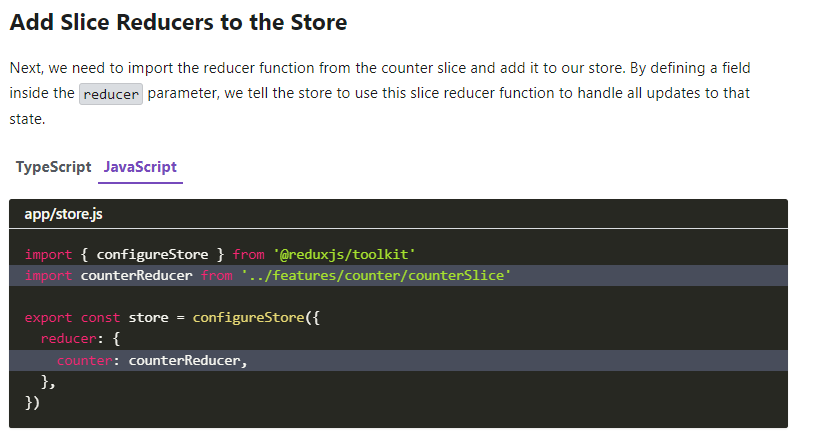 Add Slice Reducers to the Store
Next, we need to import the reducer function from the counter slice and add it to our store. By defining a field
inside the reducer parameter, we tell the store to use this slice reducer function to handle all updates to that
state.
TypeScript JavaScript
app/store.js
import { configureStore } from '@reduxjs/toolkit'
import counterReducer from '../features/counter/counterSlice'
export const store = configureStore({
  reducer: {
    counter: counterReducer,
  },
})